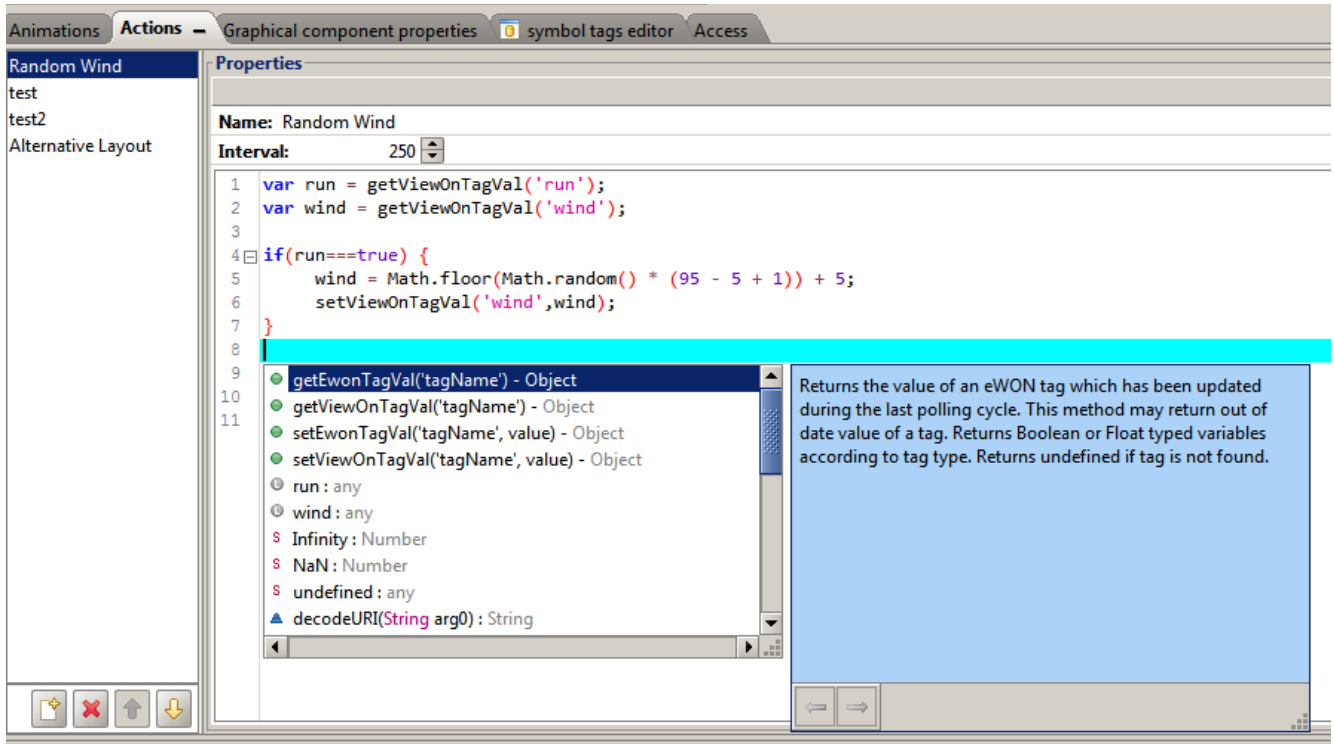 Animations Actions Graphical component properties symbol tags editor Access
Random Wind
test
test2
Alternative Layout
Properties
Name: Random Wind
Interval: 250
1 var run = getViewOnTagVal('run');
2 var wind = getViewOnTagVal('wind');
3
4 if(run===true) {
5 wind = Math.floor(Math.random() * (95 - 5 + 1)) + 5;
6 setViewOnTagVal('wind',wind);
7 }
8
9
10
11
getEwonTagVal('tagName') - Object
getViewOnTagVal('tagName') - Object
setEwonTagVal('tagName', value) - Object
setViewOnTagVal('tagName', value) - Object
L run : any
L wind : any
S Infinity : Number
S NaN : Number
S undefined : any
decodeURI(String arg0) : String
Returns the value of an eWON tag which has been updated
during the last polling cycle. This method may return out of
date value of a tag. Returns Boolean or Float typed variables
according to tag type. Returns undefined if tag is not found.